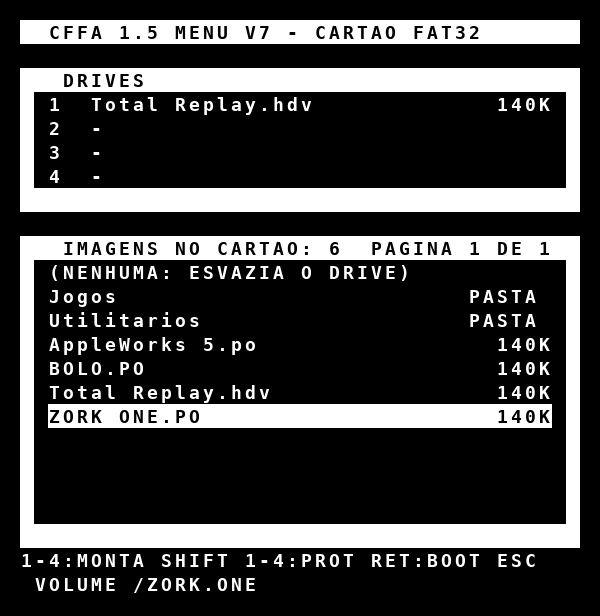 CFFA 1.5 MENU V7 - CARTAO FAT32
DRIVES
1 Total Replay.hdv 140K
2 -
3 -
4 -
IMAGENS NO CARTAO: 6 PAGINA 1 DE 1
(NENHUMA: ESVAZIA O DRIVE)
Jogos PASTA
Utilitarios PASTA
AppleWorks 5.po 140K
BOLO.PO 140K
Total Replay.hdv 140K
ZORK ONE.PO 140K
1-4:MONTA SHIFT 1-4:PROT RET:BOOT ESC
VOLUME /ZORK.ONE